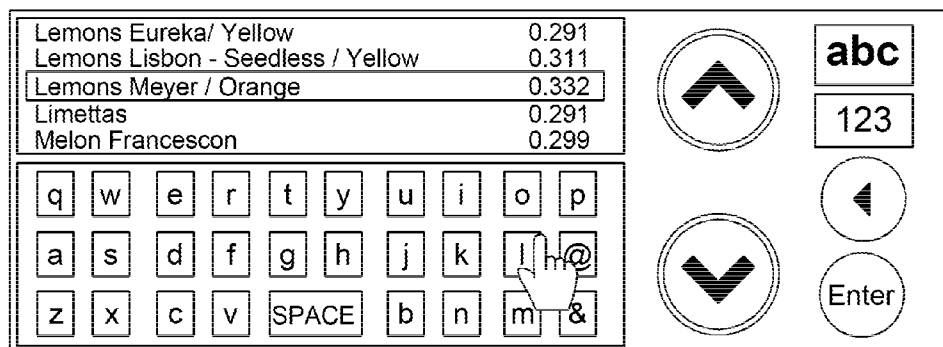 Lemons Eureka/ Yellow 0.291
Lemons Lisbon - Seedless / Yellow 0.311
Lemons Meyer / Orange 0.332
Limettas 0.291
Melon Francescon 0.299
abc
123
q w e r t y u i o p
a s d f g h j k l @
z x c v SPACE b n m &
Enter